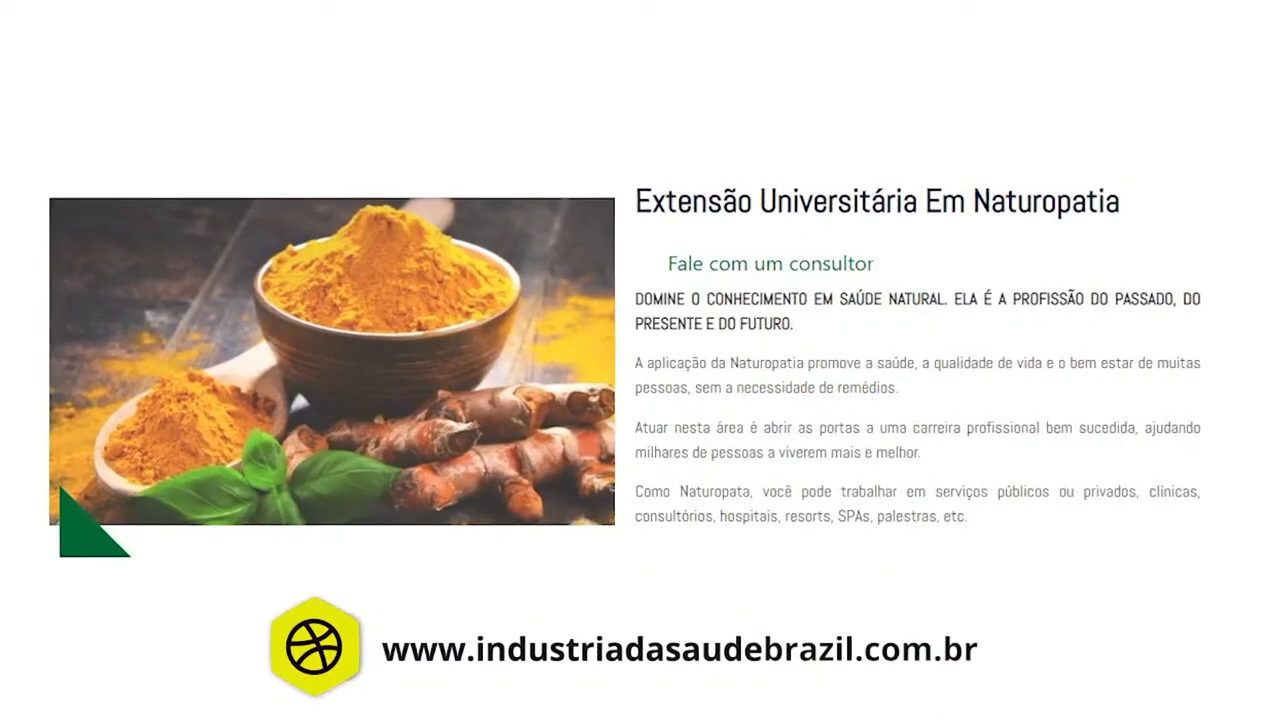 Extensão Universitária Em Naturopatia
Fale com um consultor
DOMINE O CONHECIMENTO EM SAÚDE NATURAL. ELA É A PROFISSÃO DO PASSADO, DO
PRESENTE E DO FUTURO.
A aplicação da Naturopatia promove a saúde, a qualidade de vida e o bem estar de muitas
pessoas, sem a necessidade de remédios.
Atuar nesta área é abrir as portas a uma carreira profissional bem sucedida, ajudando
milhares de pessoas a viverem mais e melhor.
Como Naturopata, você pode trabalhar em serviços públicos ou privados, clínicas,
consultórios, hospitais, resorts, SPAs, palestras, etc.
www.industriadasaudebrazil.com.br